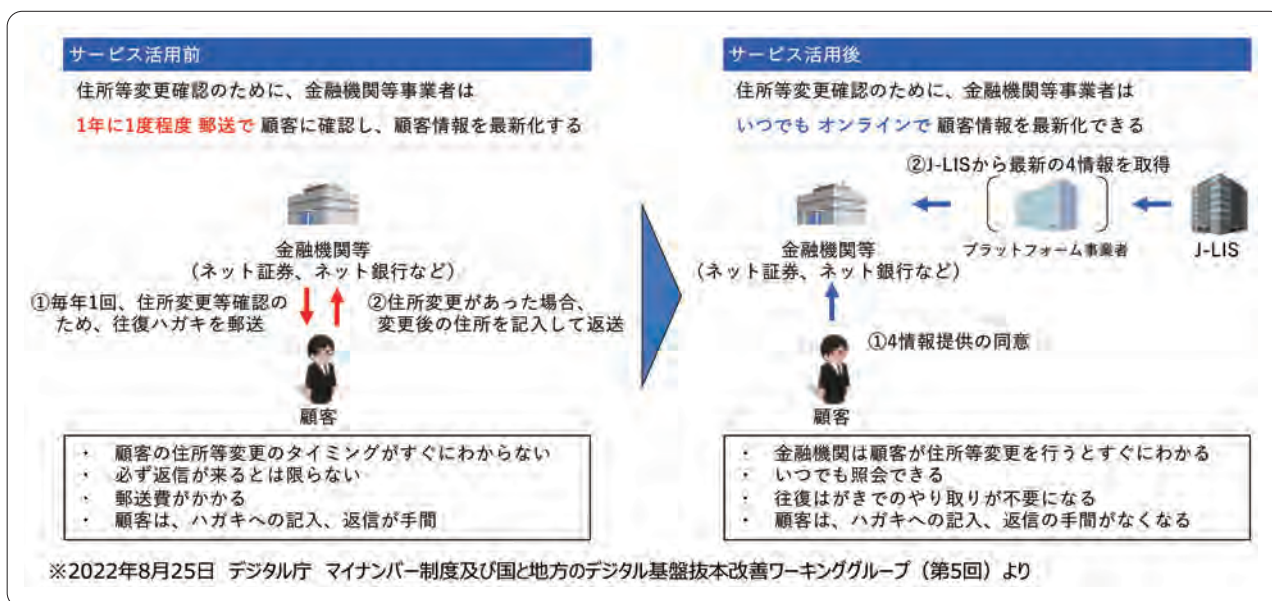 サービス活用前
住所等変更確認のために、金融機関等事業者は
1年に1度程度 郵送で 顧客に確認し、顧客情報を最新化する
金融機関等
(ネット証券、ネット銀行など)
①毎年1回、住所変更等確認の
ため、往復ハガキを郵送
②住所変更があった場合、
変更後の住所を記入して返送
顧客
・ 顧客の住所等変更のタイミングがすぐにわからない
・ 必ず返信が来るとは限らない
・ 郵送費がかかる
・ 顧客は、ハガキへの記入、返信が手間
サービス活用後
住所等変更確認のために、金融機関等事業者は
いつでも オンラインで 顧客情報を最新化できる
②J-LISから最新の4情報を取得
金融機関等
(ネット証券、ネット銀行など)
プラットフォーム事業者
J-LIS
①4情報提供の同意
顧客
・ 金融機関は顧客が住所等変更を行うとすぐにわかる
・ いつでも照会できる
・ 往復はがきでのやり取りが不要になる
・ 顧客は、ハガキへの記入、返信の手間がなくなる
※2022年8月25日 デジタル庁 マイナンバー制度及び国と地方のデジタル基盤抜本改善ワーキンググループ(第5回)より